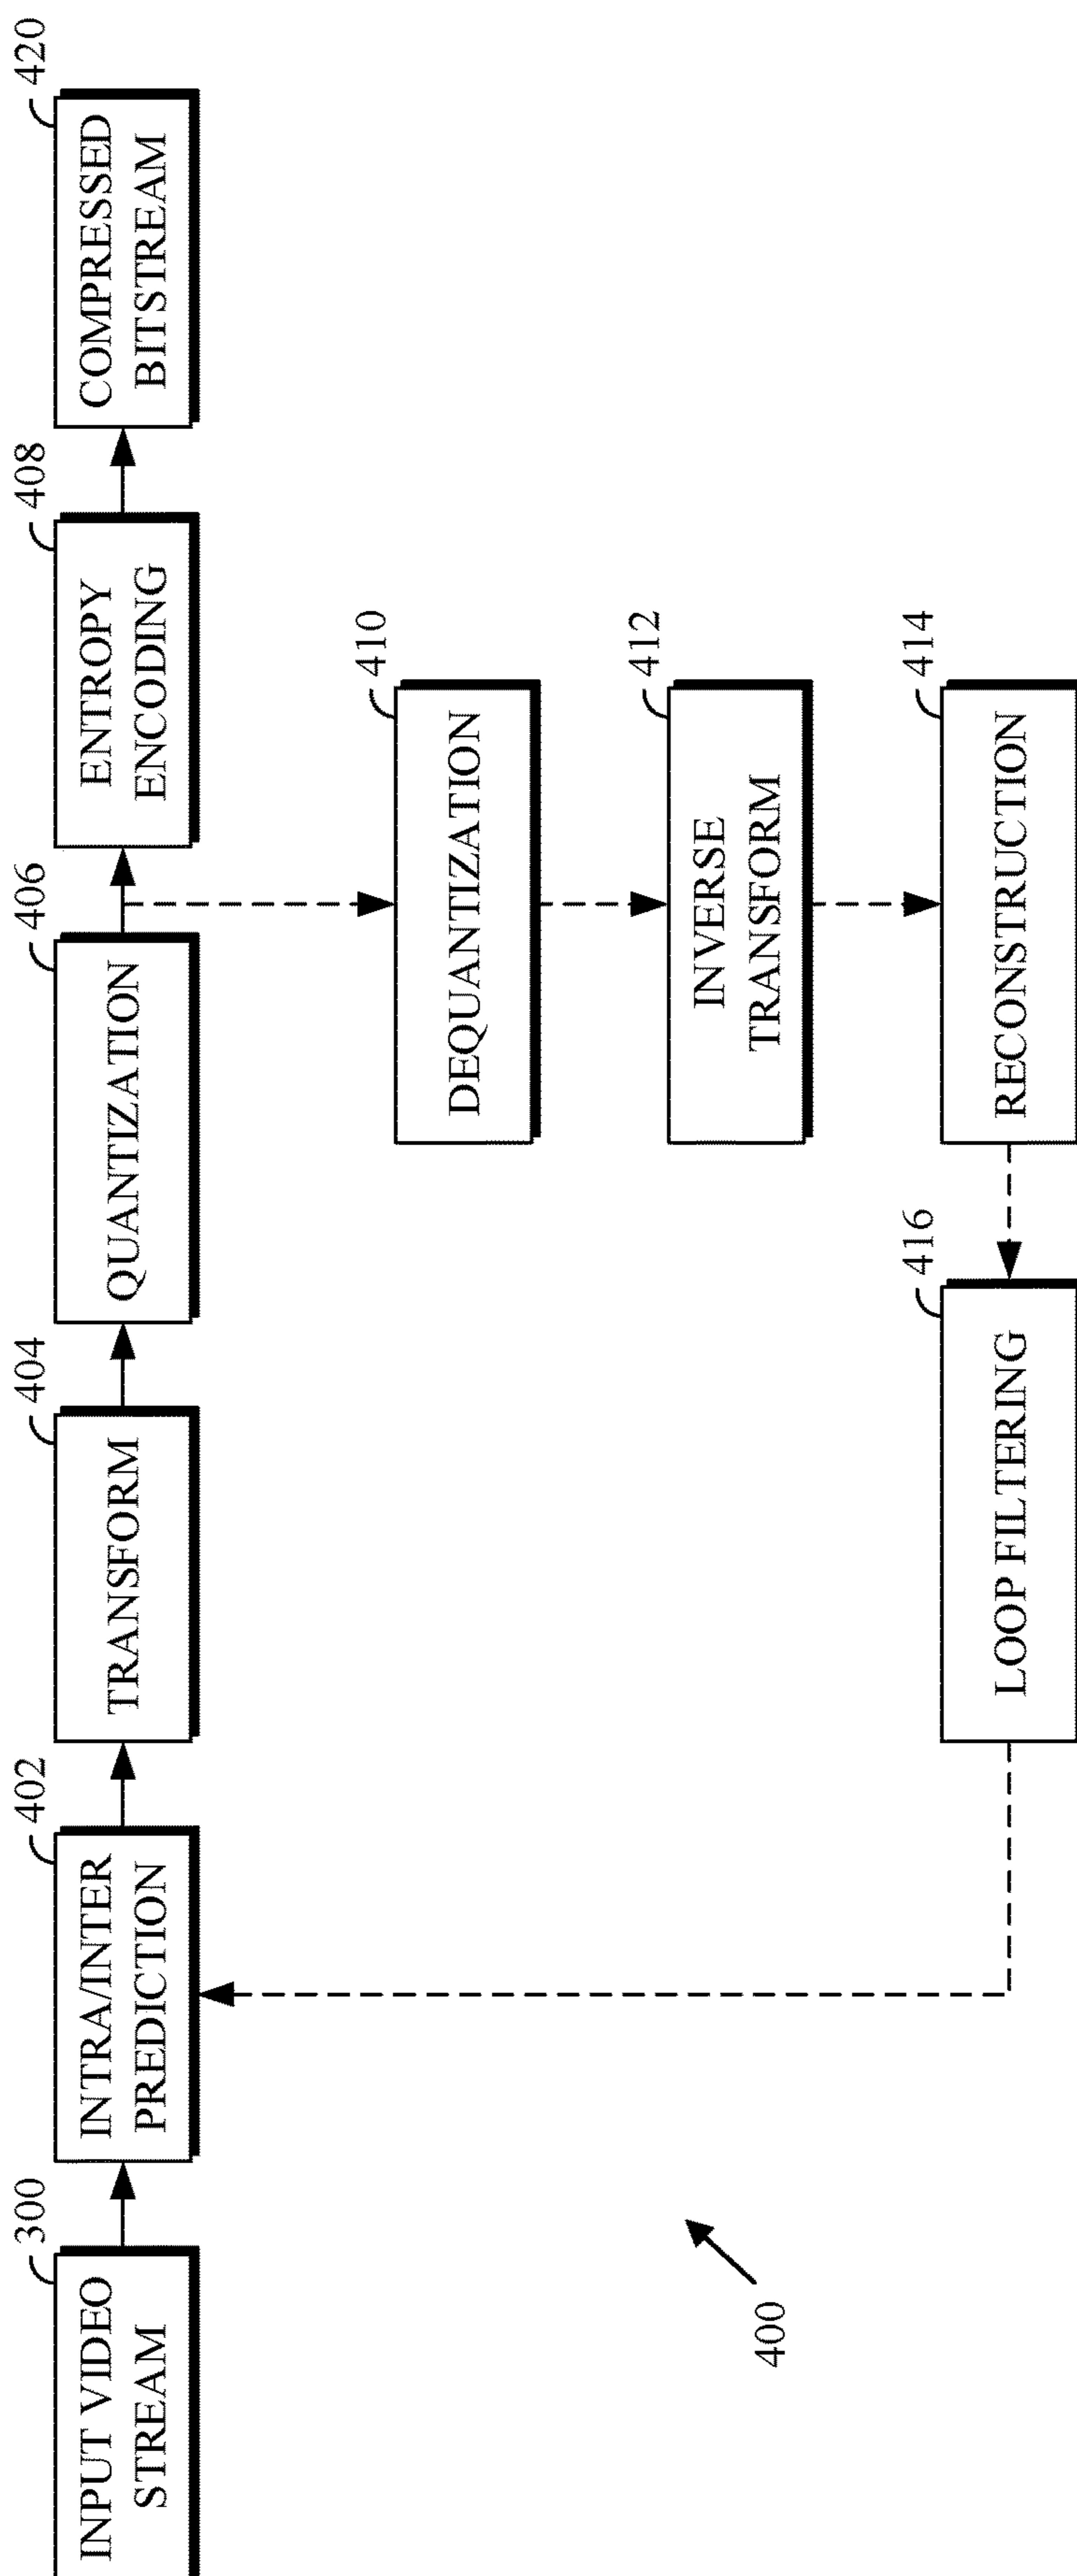 300
INPUT VIDEO
STREAM
402
INTRA/INTER
PREDICTION
404
TRANSFORM
406
QUANTIZATION
408
ENTROPY
ENCODING
420
COMPRESSED
BITSTREAM
410
DEQUANTIZATION
412
INVERSE
TRANSFORM
416
LOOP FILTERING
414
RECONSTRUCTION
400